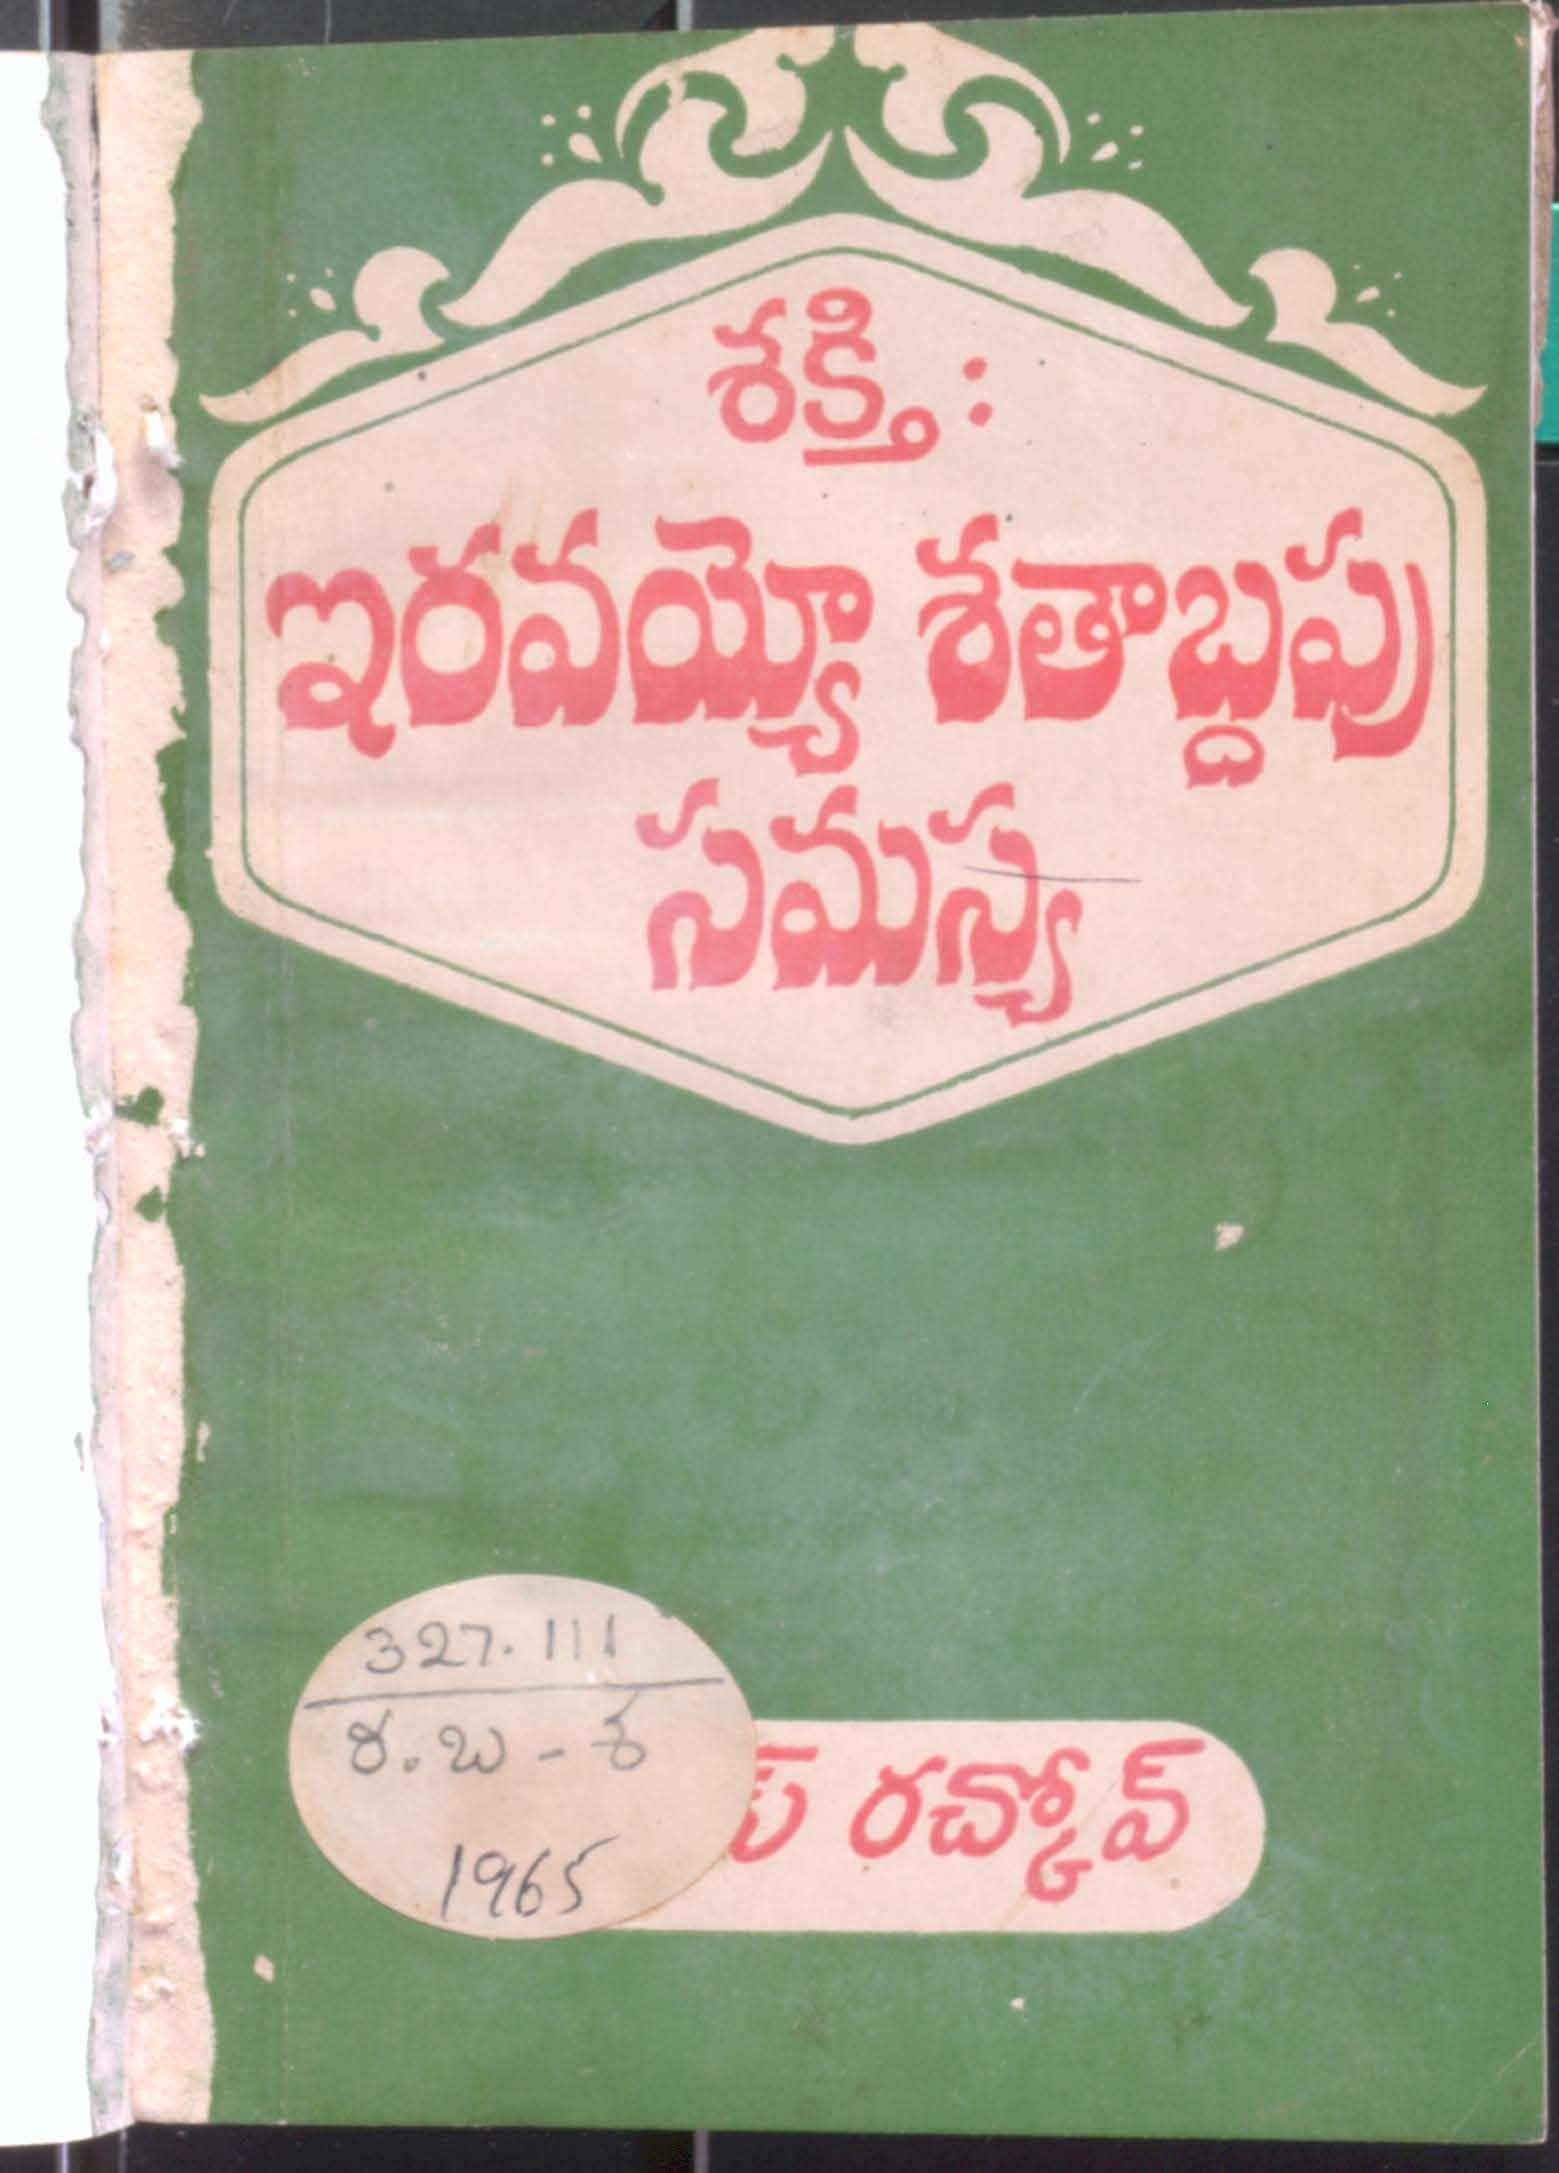 శక్తి :
ఇరవయ్యో శతాబ్దపు
సమస్య
327.111
ర.బ - శ
1965
రచ్కోవ్